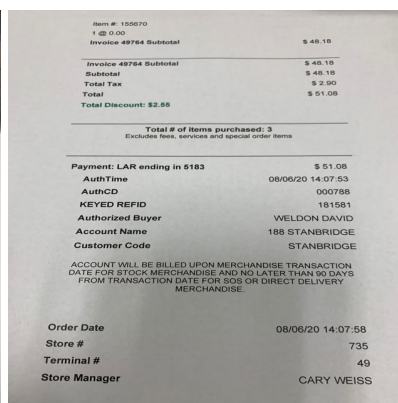 Item #: 155670
1 @ 0.00
Invoice 49764 Subtotal $ 48.18
Invoice 49764 Subtotal $ 48.18
Subtotal $ 48.18
Total Tax $ 2.90
Total $ 51.08
Total Discount: $2.55
Total # of items purchased: 3
Excludes fees, services and special order items
Payment: LAR ending in 5183 $ 51.08
AuthTime 08/06/20 14:07:53
AuthCD 000788
KEYED REFID 181581
Authorized Buyer WELDON DAVID
Account Name 188 STANBRIDGE
Customer Code STANBRIDGE
ACCOUNT WILL BE BILLED UPON MERCHANDISE TRANSACTION
DATE FOR STOCK MERCHANDISE AND NO LATER THAN 90 DAYS
FROM TRANSACTION DATE FOR SOS OR DIRECT DELIVERY
MERCHANDISE.
Order Date 08/06/20 14:07:58
Store # 735
Terminal # 49
Store Manager CARY WEISS